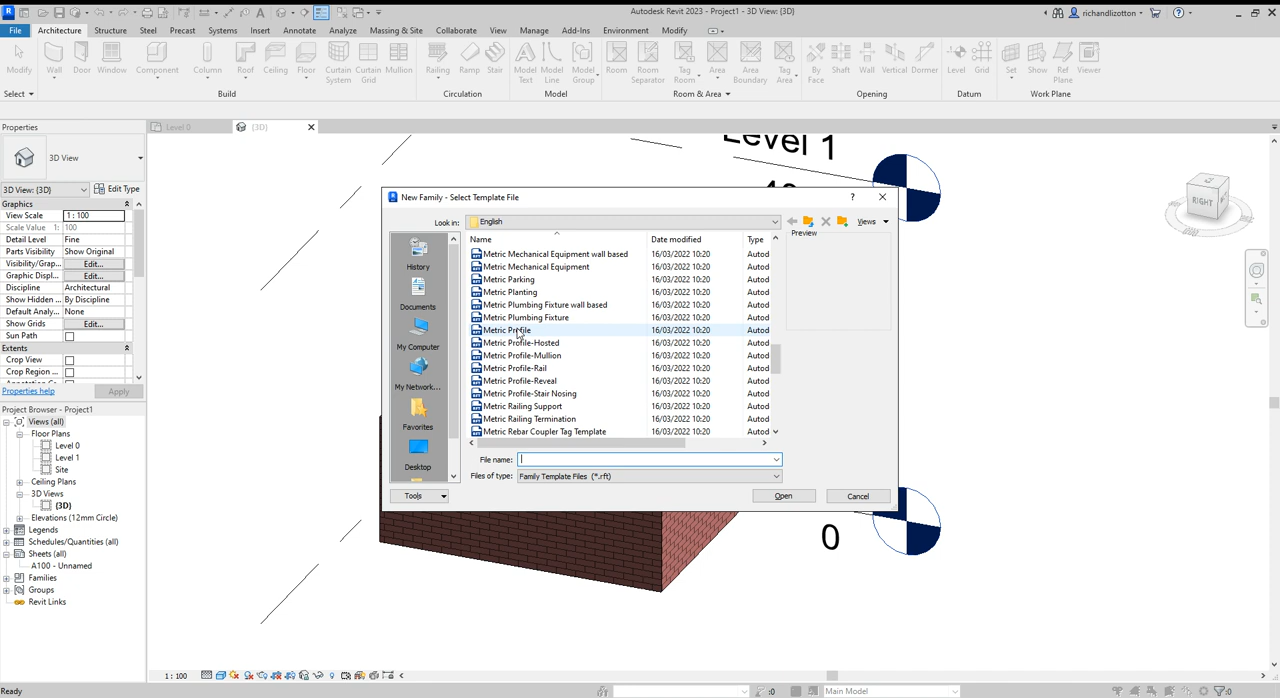 Autodesk Revit 2023 - Project1 - 3D View: {3D}
richandlizotton
File Architecture Structure Steel Precast Systems Insert Annotate Analyze Massing & Site Collaborate View Manage Add-Ins Environment Modify
Modify Wall Door Window Component Column Roof Ceiling Floor Curtain System Curtain Grid Mullion Railing Ramp Stair Model Text Model Line Model Group Room Room Separator Tag Room Area Area Boundary Tag Area By Face Shaft Wall Vertical Dormer Level Grid Set Show Ref Plane Viewer
Select Build Circulation Model Room & Area Opening Datum Work Plane
Properties
Level 0
{3D}
3D View
3D View: {3D} Edit Type
Graphics
View Scale 1 : 100
Scale Value 1: 100
Detail Level Fine
Parts Visibility Show Original
Visibility/Grap... Edit...
Graphic Displ... Edit...
Discipline Architectural
Show Hidden ... By Discipline
Default Analy... None
Show Grids Edit...
Sun Path
Extents
Crop View
Crop Region ...
Properties help Apply
Project Browser - Project1
Views (all)
Floor Plans
Level 0
Level 1
Site
Ceiling Plans
3D Views
{3D}
Elevations (12mm Circle)
Legends
Schedules/Quantities (all)
Sheets (all)
A100 - Unnamed
Families
Groups
Revit Links
Level 1
0
RIGHT
New Family - Select Template File
Look in: English Views
Name Date modified Type
Preview
Metric Mechanical Equipment wall based 16/03/2022 10:20 Autod
Metric Mechanical Equipment 16/03/2022 10:20 Autod
Metric Parking 16/03/2022 10:20 Autod
Metric Planting 16/03/2022 10:20 Autod
Metric Plumbing Fixture wall based 16/03/2022 10:20 Autod
Metric Plumbing Fixture 16/03/2022 10:20 Autod
Metric Profile 16/03/2022 10:20 Autod
Metric Profile-Hosted 16/03/2022 10:20 Autod
Metric Profile-Mullion 16/03/2022 10:20 Autod
Metric Profile-Rail 16/03/2022 10:20 Autod
Metric Profile-Reveal 16/03/2022 10:20 Autod
Metric Profile-Stair Nosing 16/03/2022 10:20 Autod
Metric Railing Support 16/03/2022 10:20 Autod
Metric Railing Termination 16/03/2022 10:20 Autod
Metric Rebar Coupler Tag Template 16/03/2022 10:20 Autod
History
Documents
My Computer
My Network...
Favorites
Desktop
File name:
Files of type: Family Template Files (*.rft)
Tools Open Cancel
1 : 100
Ready
:0 Main Model :0